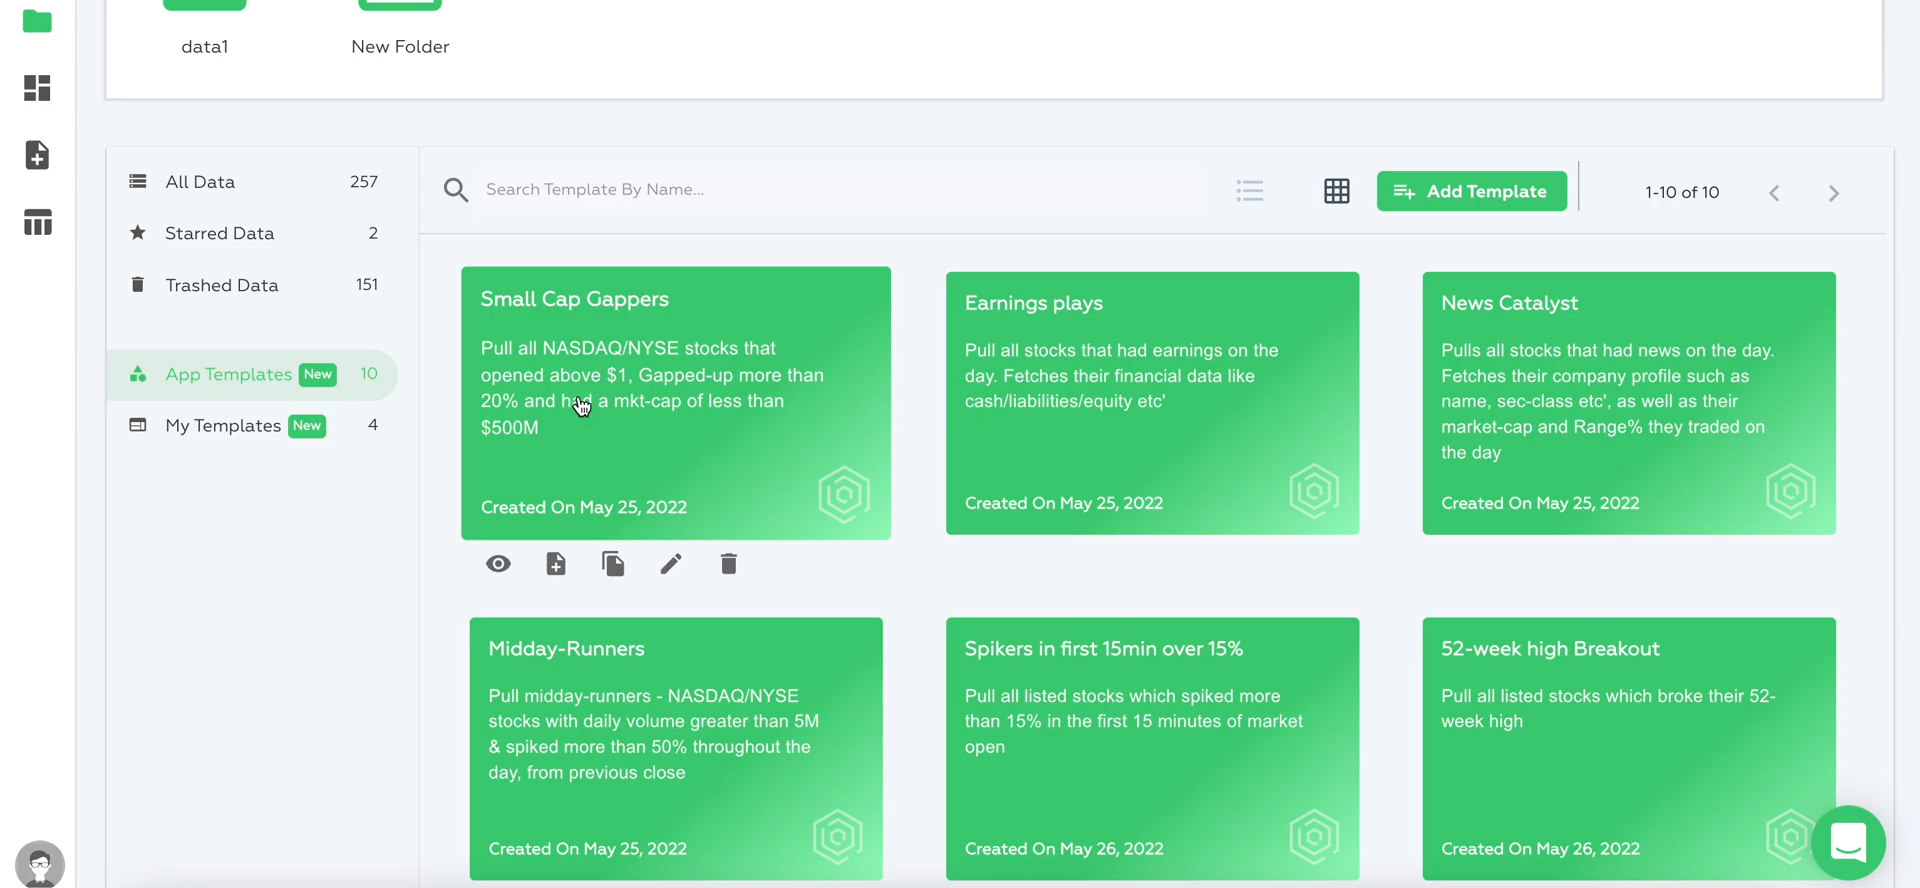 data1
New Folder
All Data 257
Starred Data 2
Trashed Data 151
App Templates New 10
My Templates New 4
Search Template By Name...
Add Template
1-10 of 10
Small Cap Gappers
Pull all NASDAQ/NYSE stocks that
opened above $1, Gapped-up more than
20% and had a mkt-cap of less than
$500M
Created On May 25, 2022
Earnings plays
Pull all stocks that had earnings on the
day. Fetches their financial data like
cash/liabilities/equity etc'
Created On May 25, 2022
News Catalyst
Pulls all stocks that had news on the day.
Fetches their company profile such as
name, sec-class etc', as well as their
market-cap and Range% they traded on
the day
Created On May 25, 2022
Midday-Runners
Pull midday-runners - NASDAQ/NYSE
stocks with daily volume greater than 5M
& spiked more than 50% throughout the
day, from previous close
Created On May 25, 2022
Spikers in first 15min over 15%
Pull all listed stocks which spiked more
than 15% in the first 15 minutes of market
open
Created On May 26, 2022
52-week high Breakout
Pull all listed stocks which broke their 52-
week high
Created On May 26, 2022